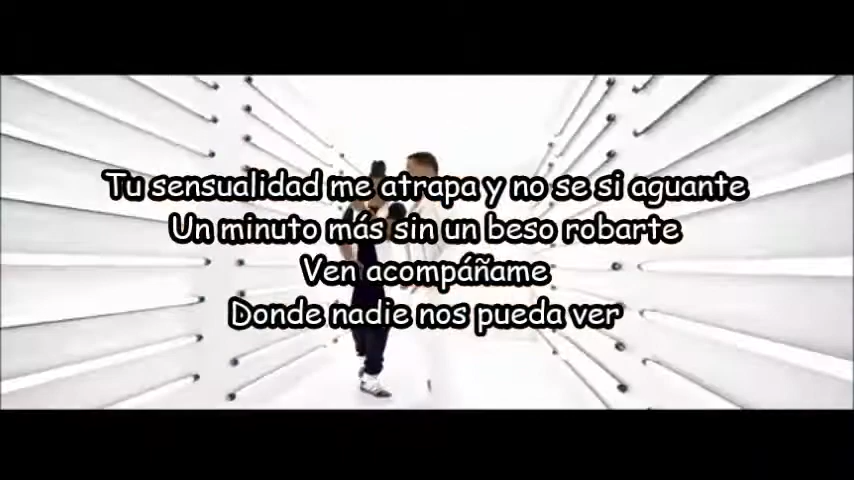 Tu sensualidad me atrapa y no se si aguante
Un minuto más sin un beso robarte
Ven acompáñame
Donde nadie nos pueda ver